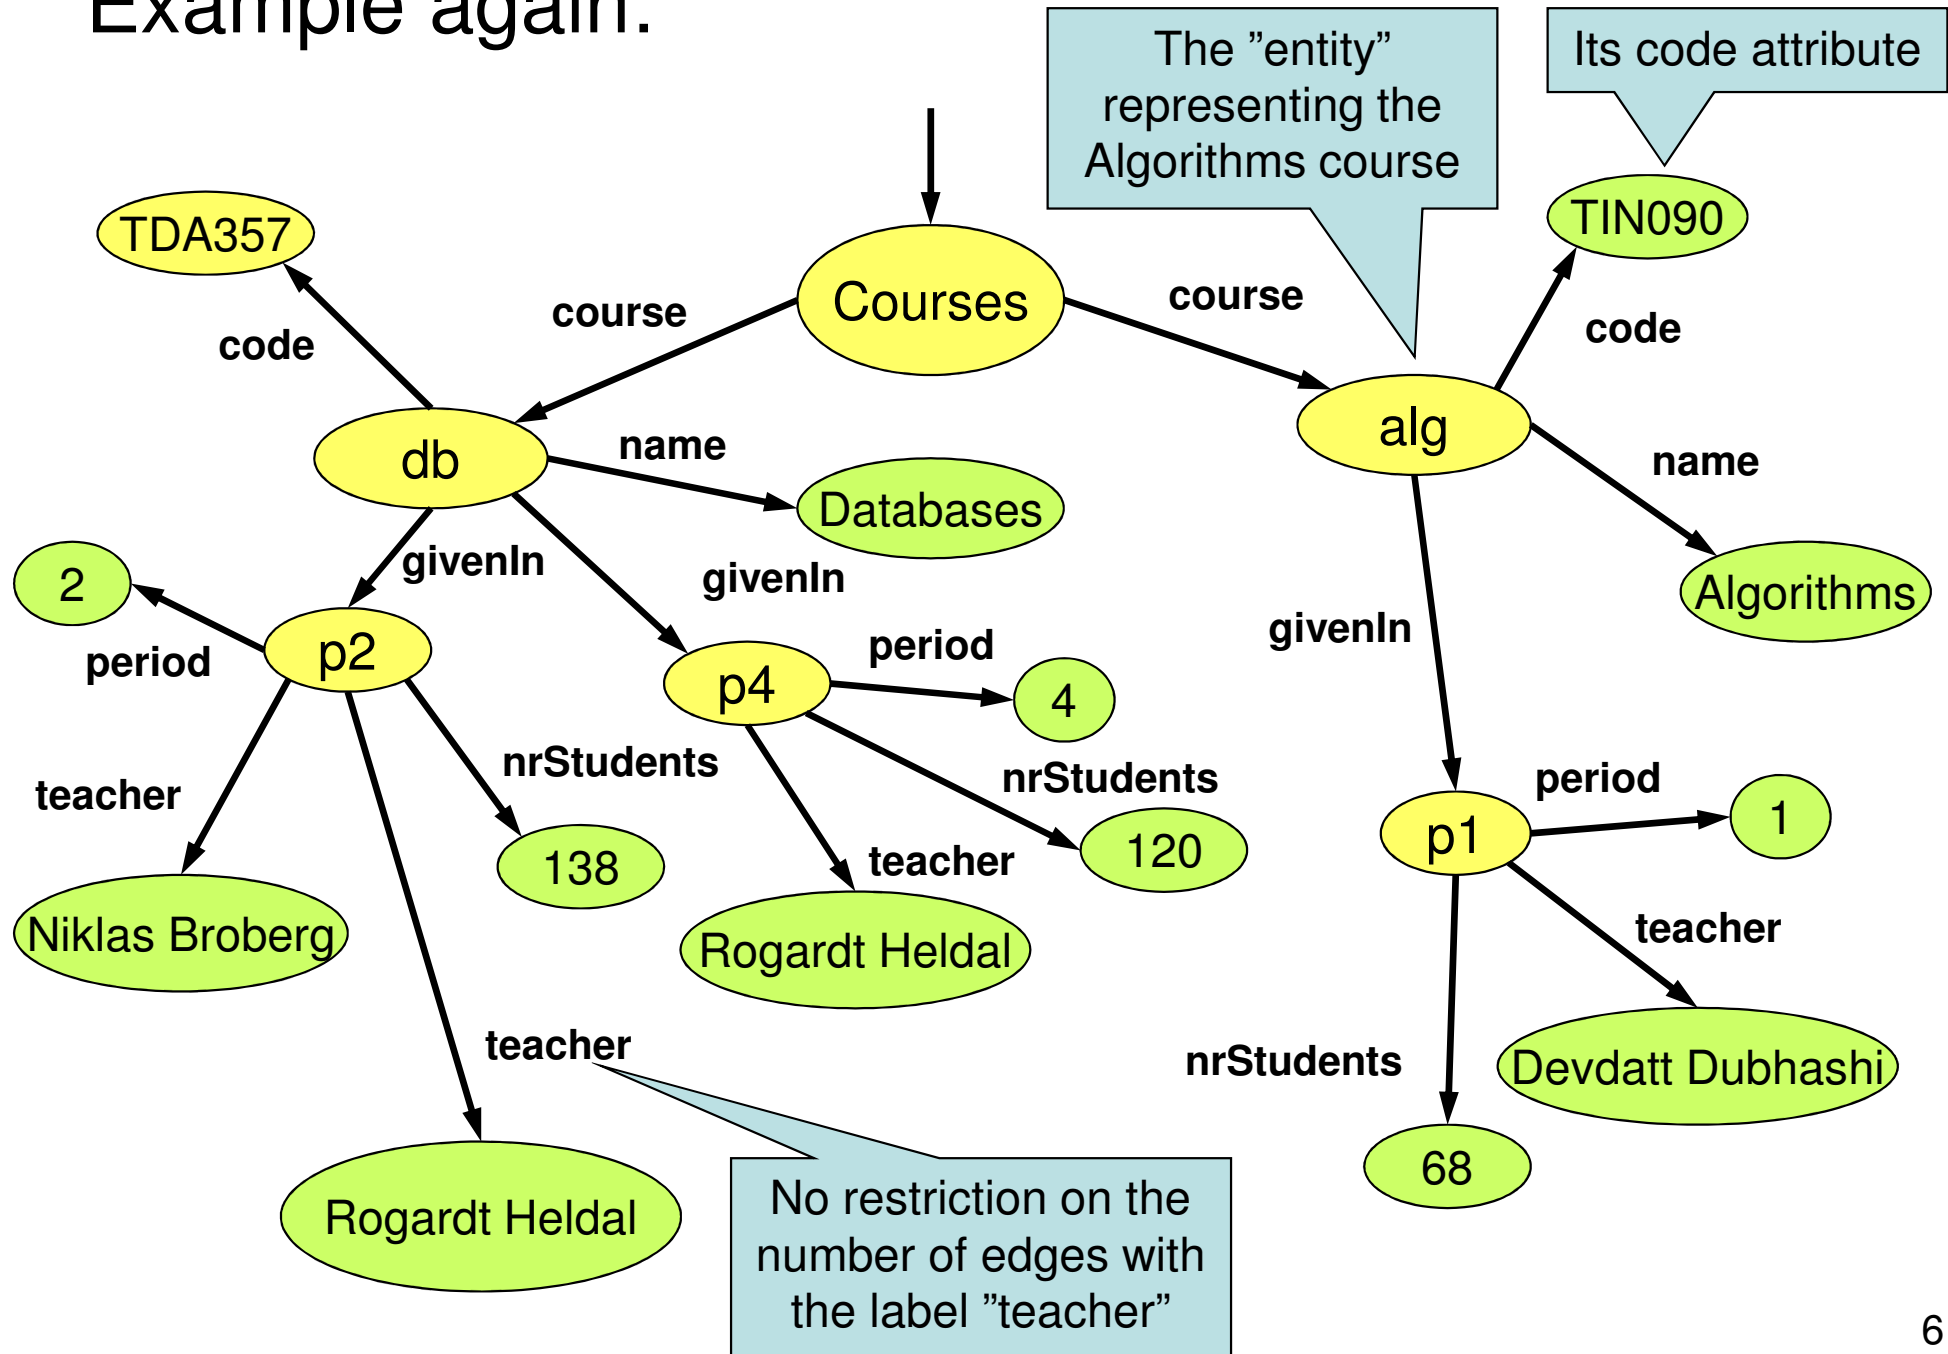 Example again:
The ”entity”
representing the
Algorithms course
Its code attribute
TDA357
TIN090
Courses
course
course
code
code
alg
db
name
name
Databases
givenIn
givenIn
2
Algorithms
givenIn
period
p2
period
p4
4
nrStudents
nrStudents
period
teacher
1
p1
138
teacher
120
Niklas Broberg
Rogardt Heldal
teacher
teacher
nrStudents
Devdatt Dubhashi
68
Rogardt Heldal
No restriction on the
number of edges with
the label ”teacher”
6